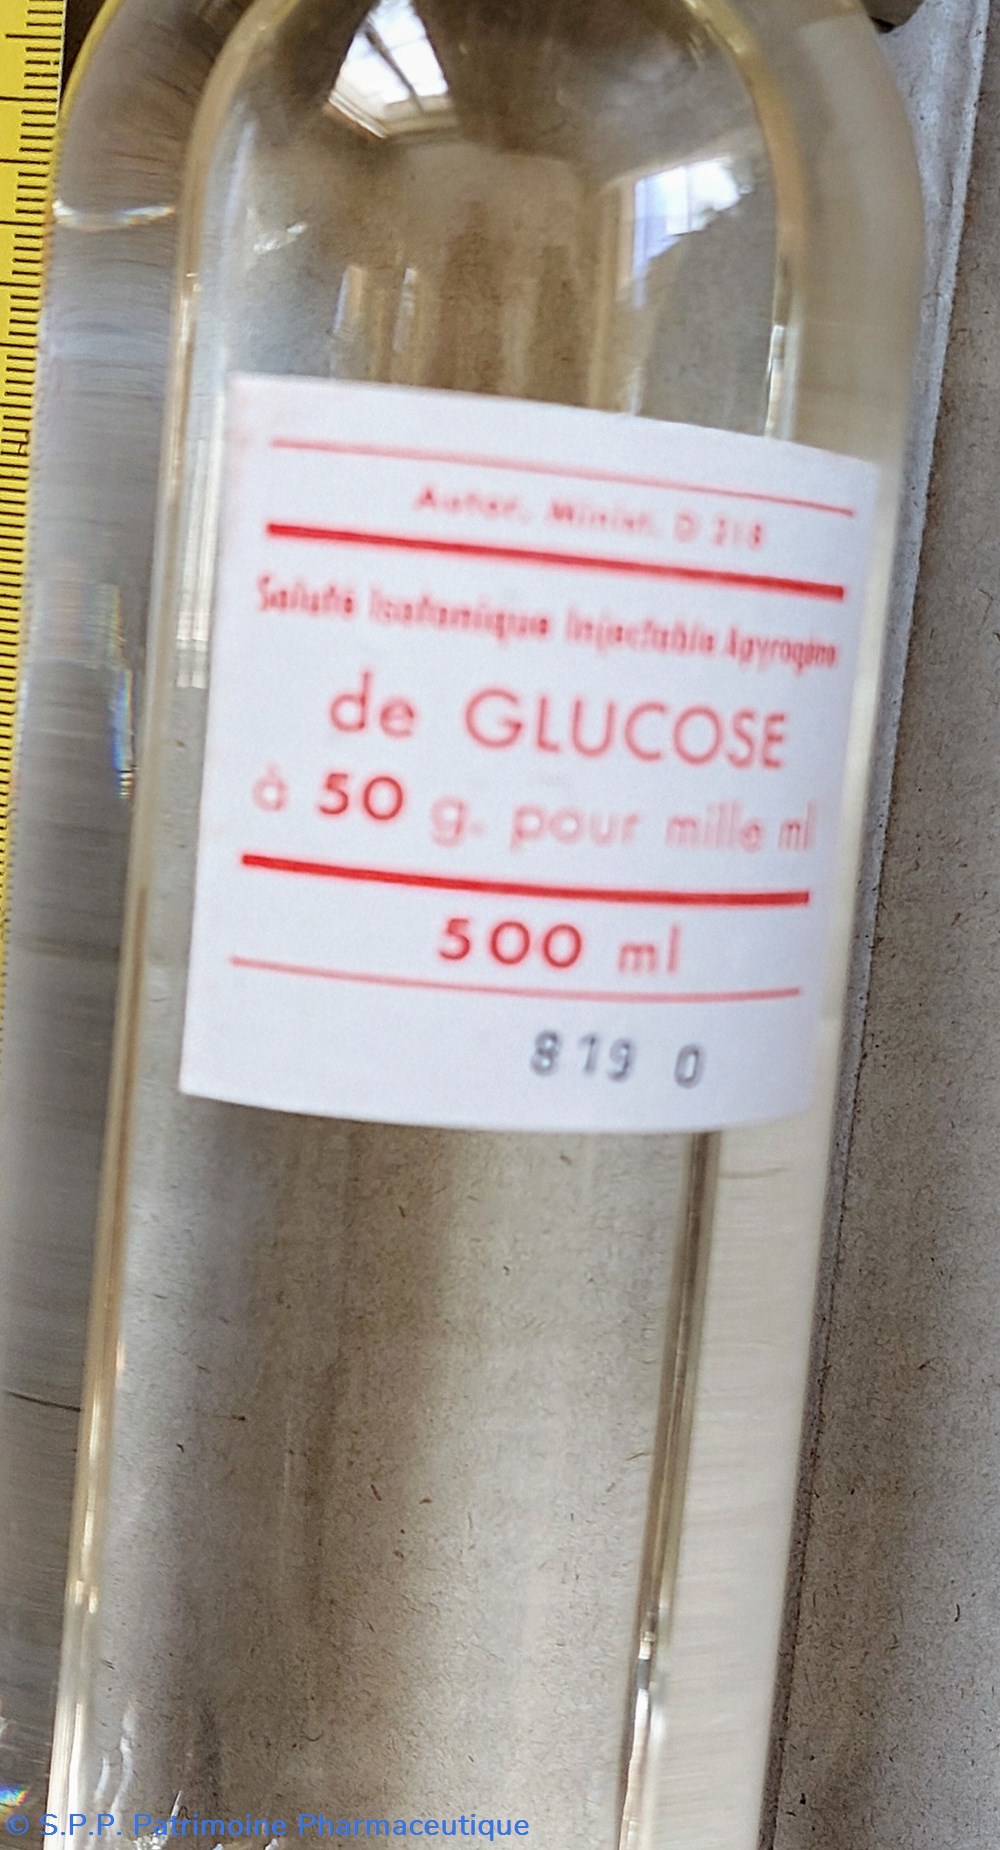 Autor. Minist. D 218
Soluté Isotonique Injectable Apyrogène
de GLUCOSE
à 50 g. pour mille ml
500 ml
819 0
© S.P.P. Patrimoine Pharmaceutique